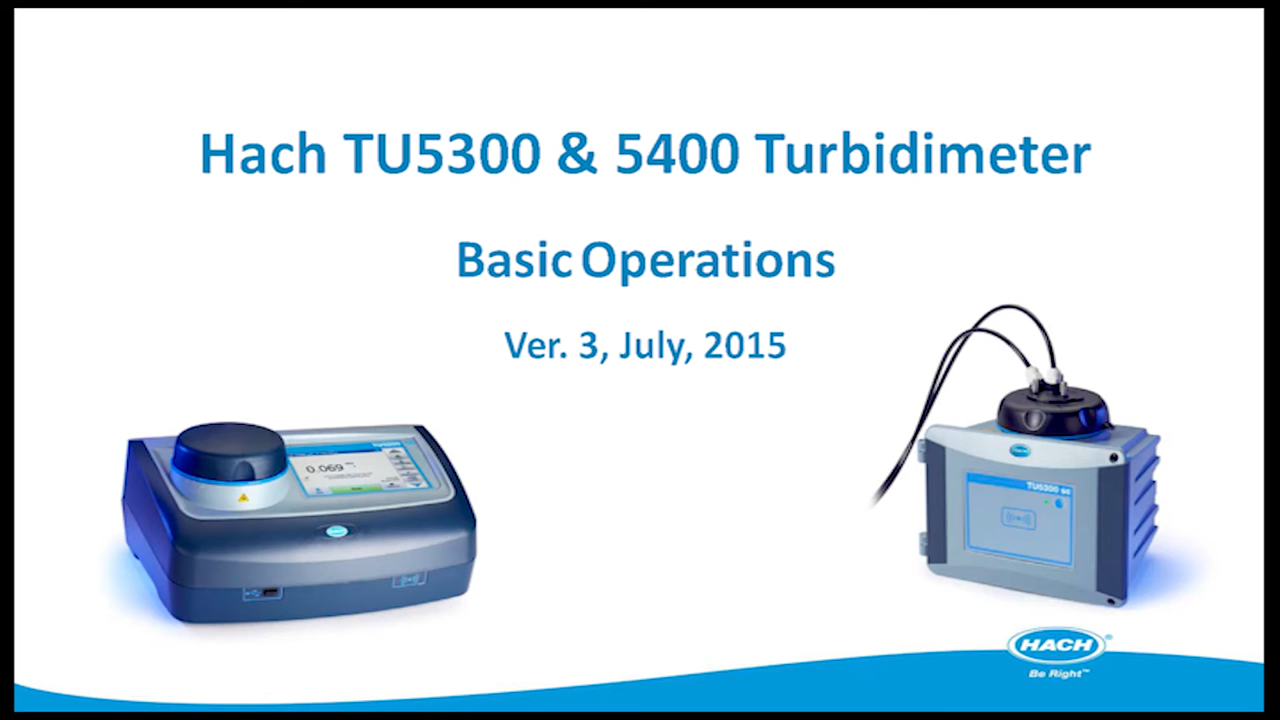 Hach TU5300 & 5400 Turbidimeter
Basic Operations
Ver. 3, July, 2015
0.069
TU5300 sc
HACH®
Be Right™